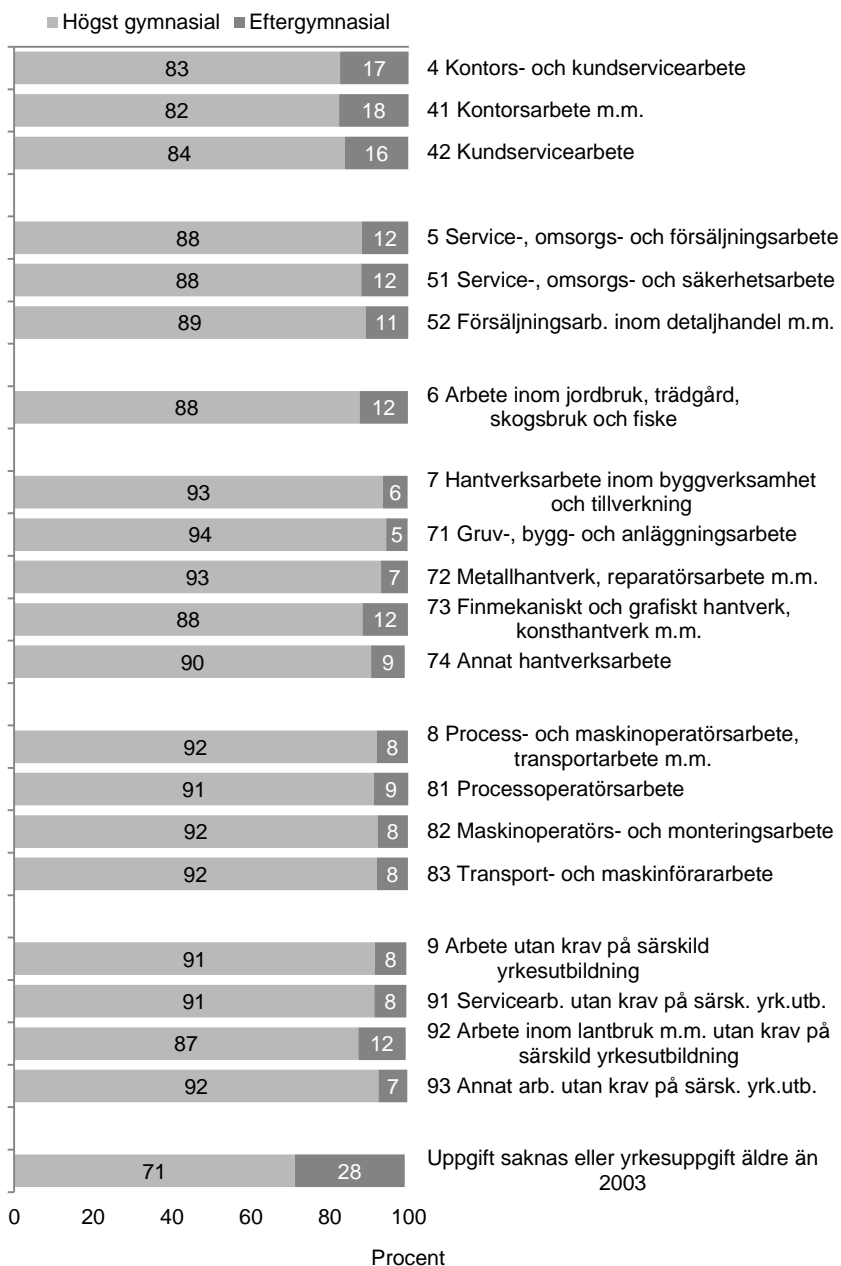 Högst gymnasial Eftergymnasial
83 17 4 Kontors- och kundservicearbete
82 18 41 Kontorsarbete m.m.
84 16 42 Kundservicearbete
88 12 5 Service-, omsorgs- och försäljningsarbete
88 12 51 Service-, omsorgs- och säkerhetsarbete
89 11 52 Försäljningsarb. inom detaljhandel m.m.
88 12 6 Arbete inom jordbruk, trädgård,
skogsbruk och fiske
93 6 7 Hantverksarbete inom byggverksamhet
och tillverkning
94 5 71 Gruv-, bygg- och anläggningsarbete
93 7 72 Metallhantverk, reparatörsarbete m.m.
88 12 73 Finmekaniskt och grafiskt hantverk,
konsthantverk m.m.
90 9 74 Annat hantverksarbete
92 8 8 Process- och maskinoperatörsarbete,
transportarbete m.m.
91 9 81 Processoperatörsarbete
92 8 82 Maskinoperatörs- och monteringsarbete
92 8 83 Transport- och maskinförararbete
91 8 9 Arbete utan krav på särskild
yrkesutbildning
91 8 91 Servicearb. utan krav på särsk. yrk.utb.
87 12 92 Arbete inom lantbruk m.m. utan krav på
särskild yrkesutbildning
92 7 93 Annat arb. utan krav på särsk. yrk.utb.
71 28 Uppgift saknas eller yrkesuppgift äldre än
2003
0 20 40 60 80 100
Procent